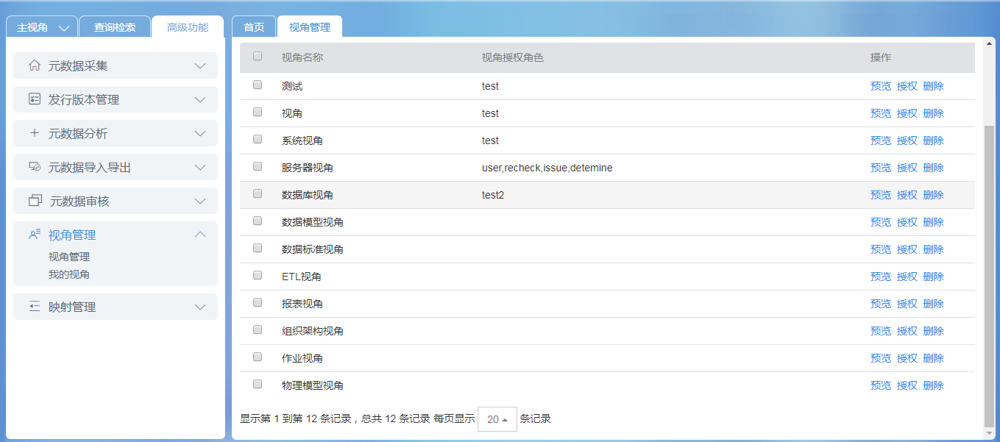 主视角 查询检索 高级功能
元数据采集
发行版本管理
元数据分析
元数据导入导出
元数据审核
视角管理
视角管理
我的视角
映射管理
首页 视角管理
视角名称 视角授权角色 操作
测试 test 预览 授权 删除
视角 test 预览 授权 删除
系统视角 test 预览 授权 删除
服务器视角 user,recheck,issue,detemine 预览 授权 删除
数据库视角 test2 预览 授权 删除
数据模型视角 预览 授权 删除
数据标准视角 预览 授权 删除
ETL视角 预览 授权 删除
报表视角 预览 授权 删除
组织架构视角 预览 授权 删除
作业视角 预览 授权 删除
物理模型视角 预览 授权 删除
显示第 1 到第 12 条记录，总共 12 条记录 每页显示 20 条记录